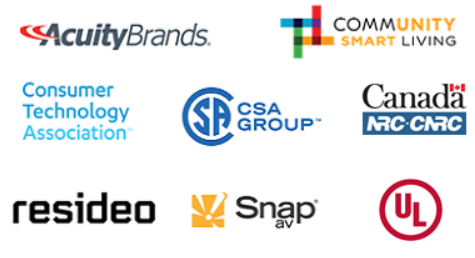 AcuityBrands.
COMMUNITY
SMART LIVING
Consumer
Technology
Association™
CSA
GROUP™
Canada
NRC·CNRC
resideo
Snap®
av
UL